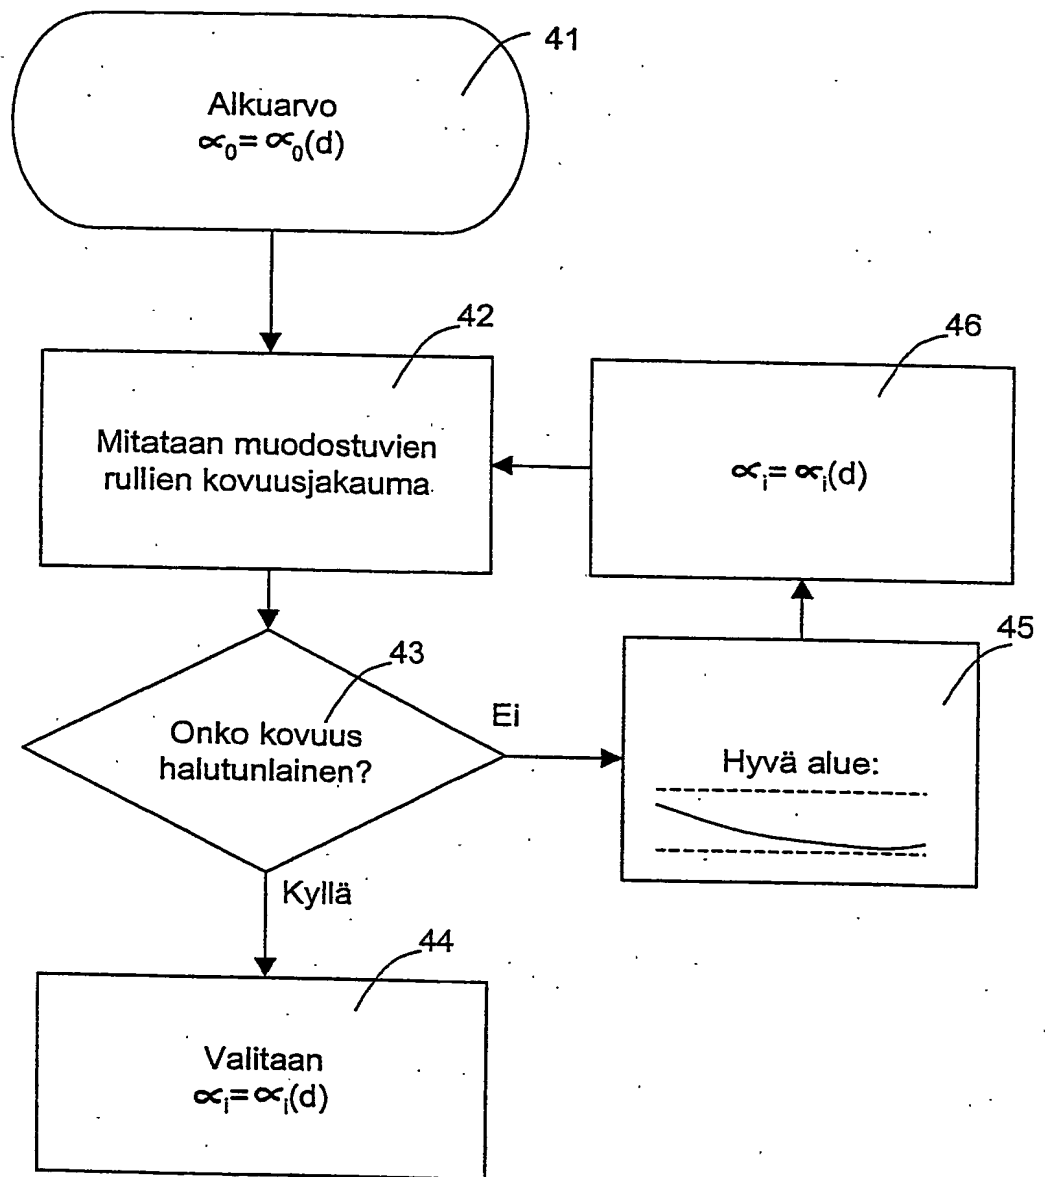 41
Alkuarvo
∝₀=∝₀(d)
42
Mitataan muodostuvien
rullien kovuusjakauma
46
∝ᵢ=∝ᵢ(d)
43
Onko kovuus
halutunlainen?
Ei
45
Hyvä alue:
Kyllä
44
Valitaan
∝ᵢ=∝ᵢ(d)